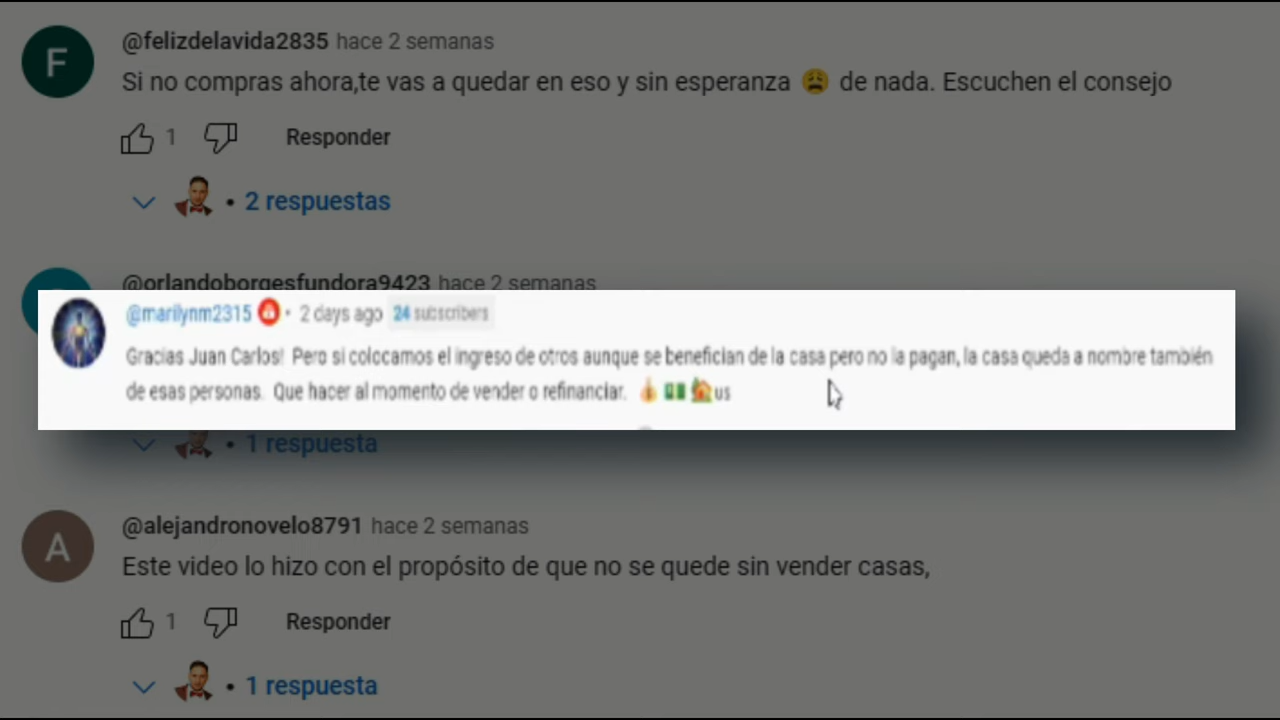 F
@felizdelavida2835 hace 2 semanas
Si no compras ahora,te vas a quedar en eso y sin esperanza 😩 de nada. Escuchen el consejo
1 Responder
• 2 respuestas
@orlandoborgesfundora9423 hace 2 semanas
@marilynm2315 • 2 days ago 24 subscribers
Gracias Juan Carlos! Pero si colocamos el ingreso de otros aunque se benefician de la casa pero no la pagan, la casa queda a nombre también
de esas personas. Que hacer al momento de vender o refinanciar. 💰💵🏡us
• 1 respuesta
A
@alejandronovelo8791 hace 2 semanas
Este video lo hizo con el propósito de que no se quede sin vender casas,
1 Responder
• 1 respuesta